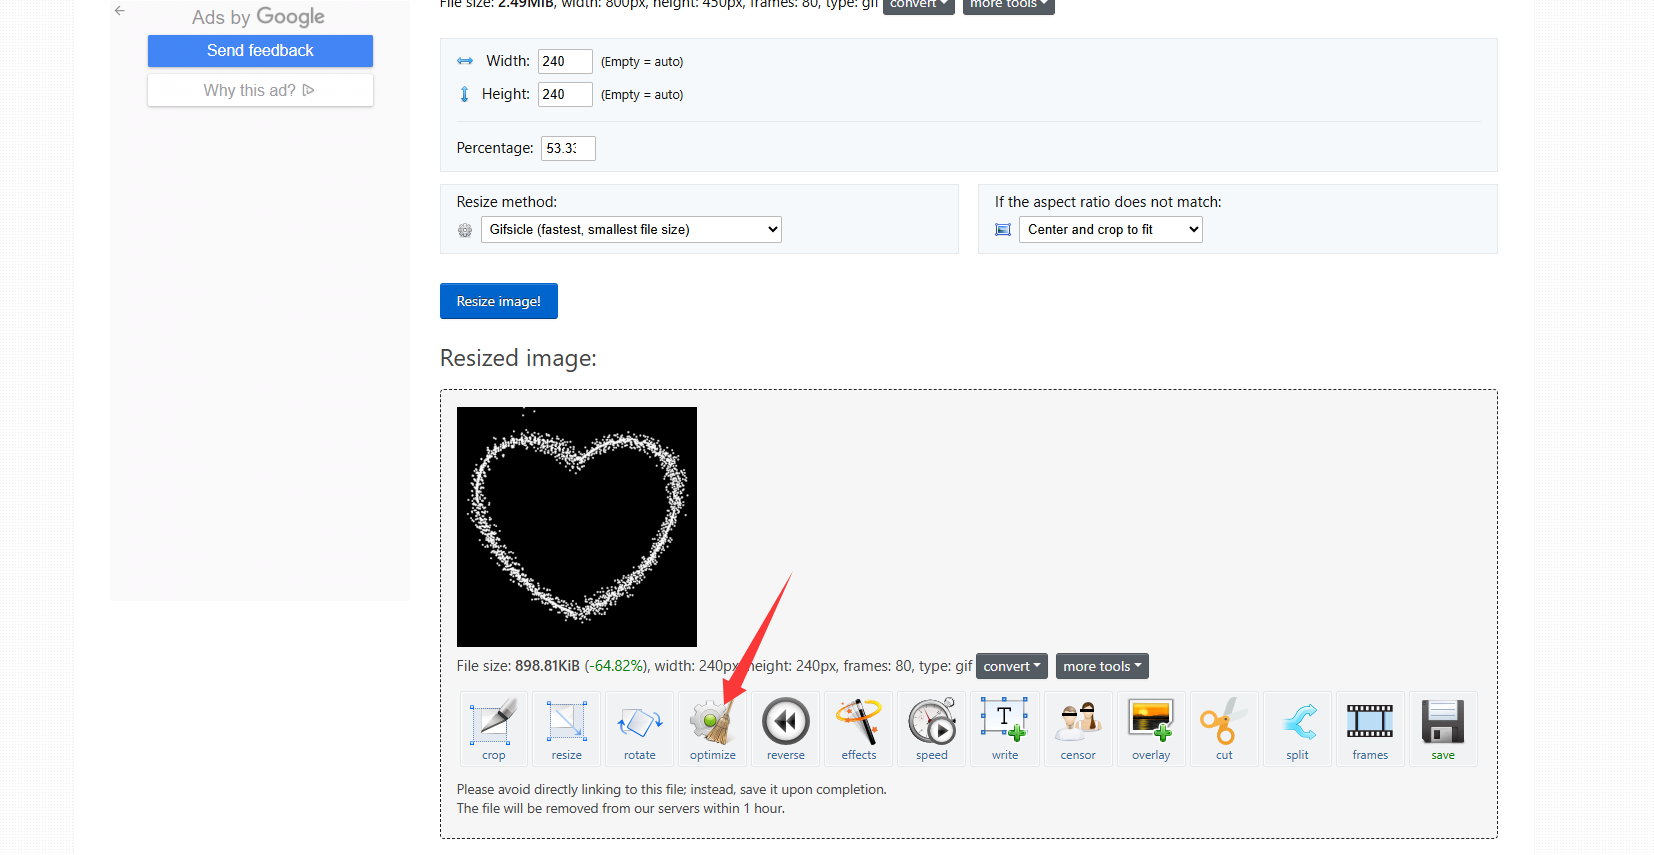 Ads by Google
Send feedback
Why this ad?
File size: 2.49MiB, width: 800px, height: 450px, frames: 80, type: gif convert more tools
Width: 240 (Empty = auto)
Height: 240 (Empty = auto)
Percentage: 53.33
Resize method:
Gifsicle (fastest, smallest file size)
If the aspect ratio does not match:
Center and crop to fit
Resize image!
Resized image:
File size: 898.81KiB (-64.82%), width: 240px, height: 240px, frames: 80, type: gif convert more tools
T
crop resize rotate optimize reverse effects speed write censor overlay cut split frames save
Please avoid directly linking to this file; instead, save it upon completion.
The file will be removed from our servers within 1 hour.